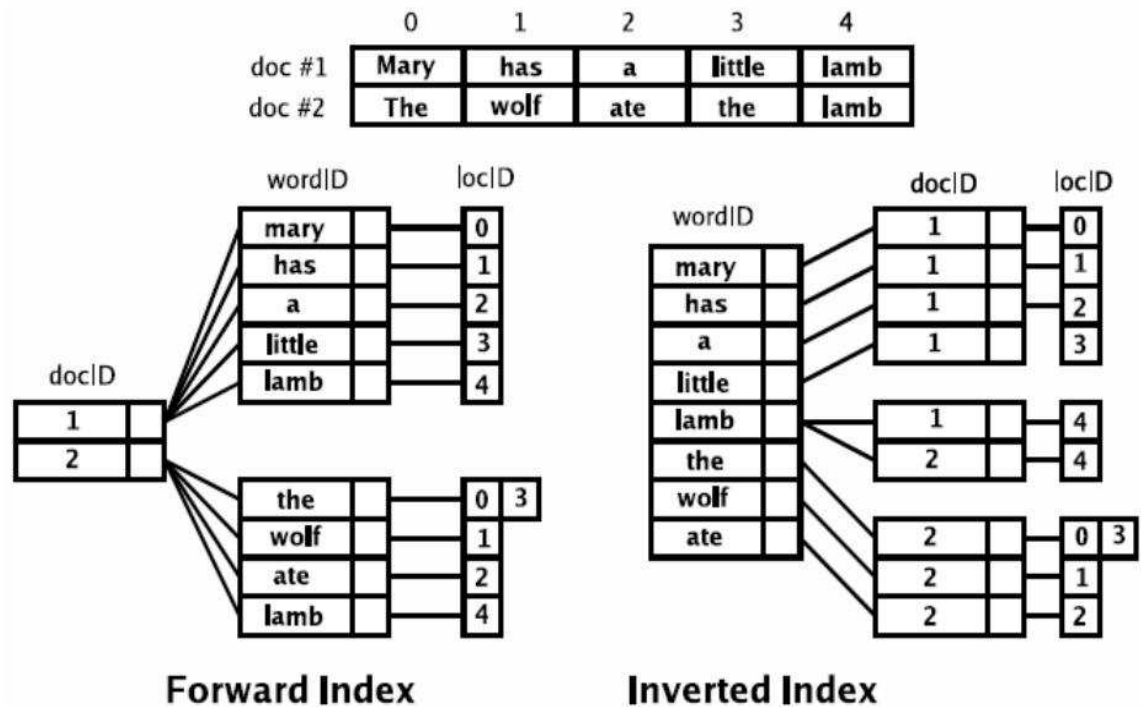 0 1 2 3 4
doc #1 Mary has a little lamb
doc #2 The wolf ate the lamb
wordID locID
mary 0
has 1
a 2
little 3
lamb 4
docID
1
2
the 0 3
wolf 1
ate 2
lamb 4
Forward Index
wordID docID locID
mary
has
a
little
lamb
the
wolf
ate
1 0
1 1
1 2
1 3
1 4
2 4
2 0 3
2 1
2 2
Inverted Index